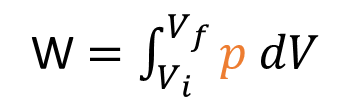 W = ∫_{V_i}^{V_f} p dV